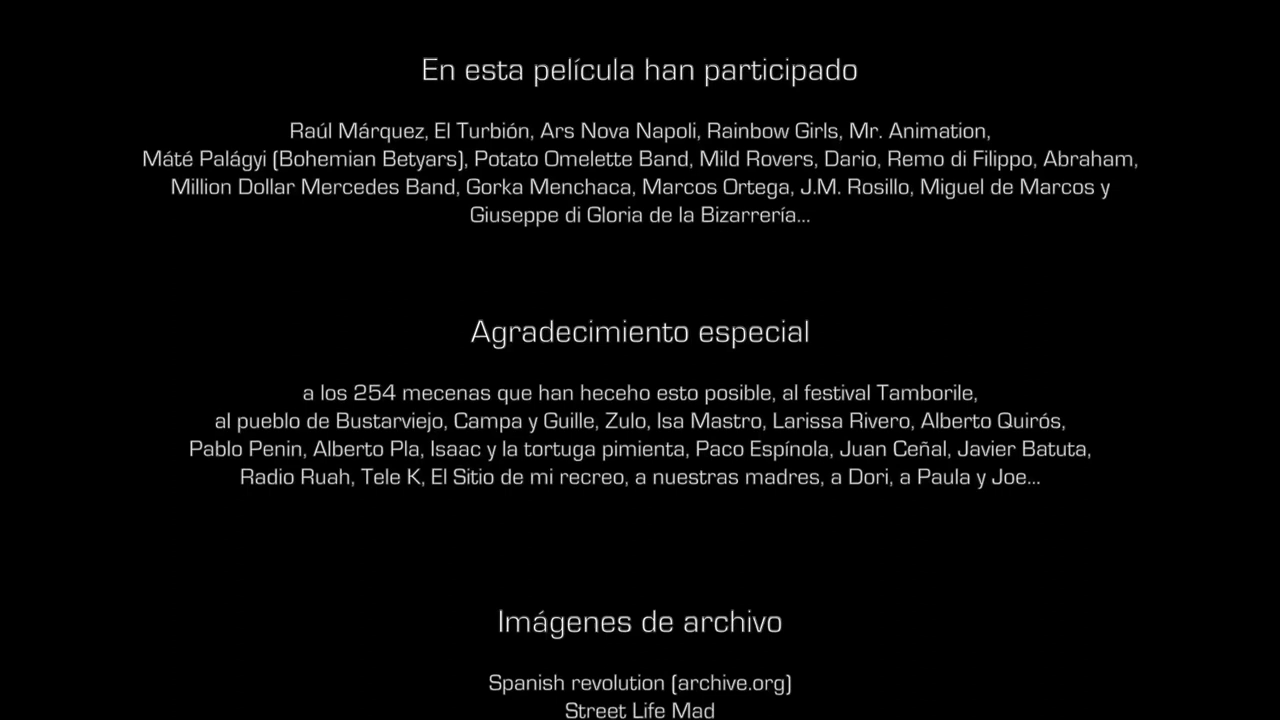 En esta película han participado
Raúl Márquez, El Turbión, Ars Nova Napoli, Rainbow Girls, Mr. Animation,
Máté Palágyi (Bohemian Betyars), Potato Omelette Band, Mild Rovers, Dario, Remo di Filippo, Abraham,
Million Dollar Mercedes Band, Gorka Menchaca, Marcos Ortega, J.M. Rosillo, Miguel de Marcos y
Giuseppe di Gloria de la Bizarrería...
Agradecimiento especial
a los 254 mecenas que han heceho esto posible, al festival Tamborile,
al pueblo de Bustarviejo, Campa y Guille, Zulo, Isa Mastro, Larissa Rivero, Alberto Quirós,
Pablo Penin, Alberto Pla, Isaac y la tortuga pimienta, Paco Espínola, Juan Ceñal, Javier Batuta,
Radio Ruah, Tele K, El Sitio de mi recreo, a nuestras madres, a Dori, a Paula y Joe...
Imágenes de archivo
Spanish revolution (archive.org)
Street Life Mad